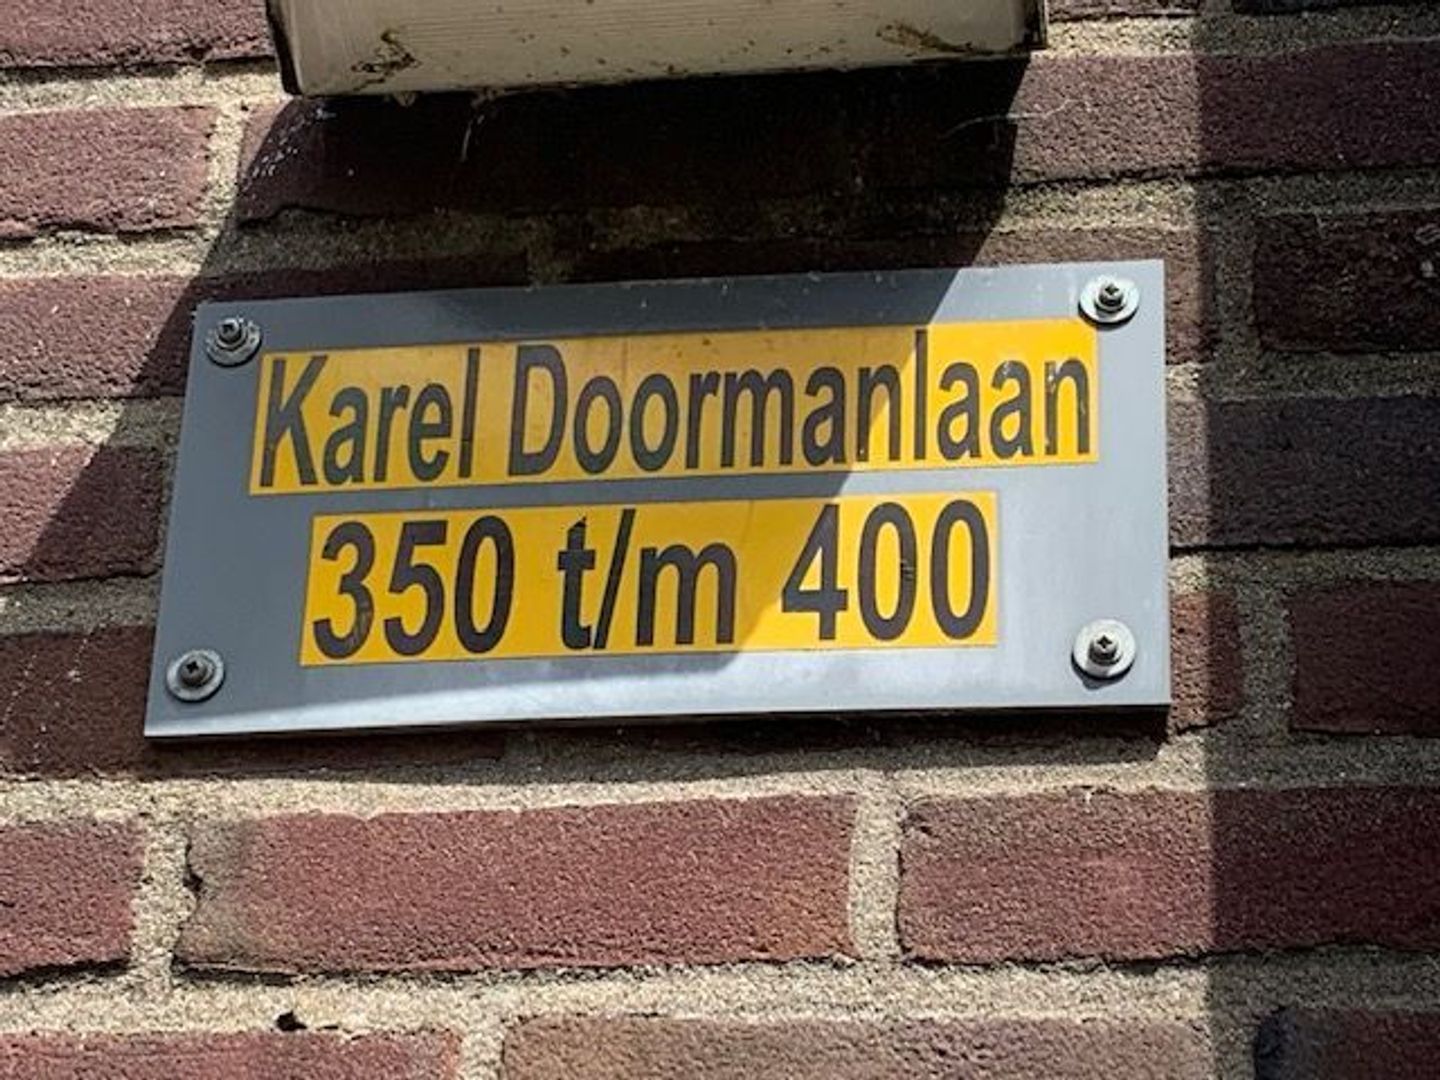 Karel Doormanlaan
350 t/m 400